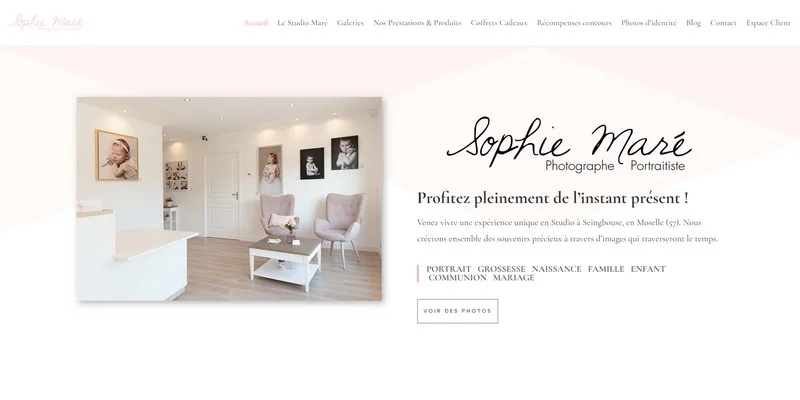 Sophie Maré
Accueil Le Studio Maré Galeries Nos Prestations & Produits Coffrets Cadeaux Récompenses concours Photos d'identité Blog Contact Espace Client
Sophie Maré
Photographe Portraitiste
Profitez pleinement de l'instant présent !
Venez vivre une expérience unique en Studio à Seingbouse, en Moselle (57). Nous
créerons ensemble des souvenirs précieux à travers d'images qui traverseront le temps.
PORTRAIT GROSSESSE NAISSANCE FAMILLE ENFANT
COMMUNION MARIAGE
VOIR DES PHOTOS